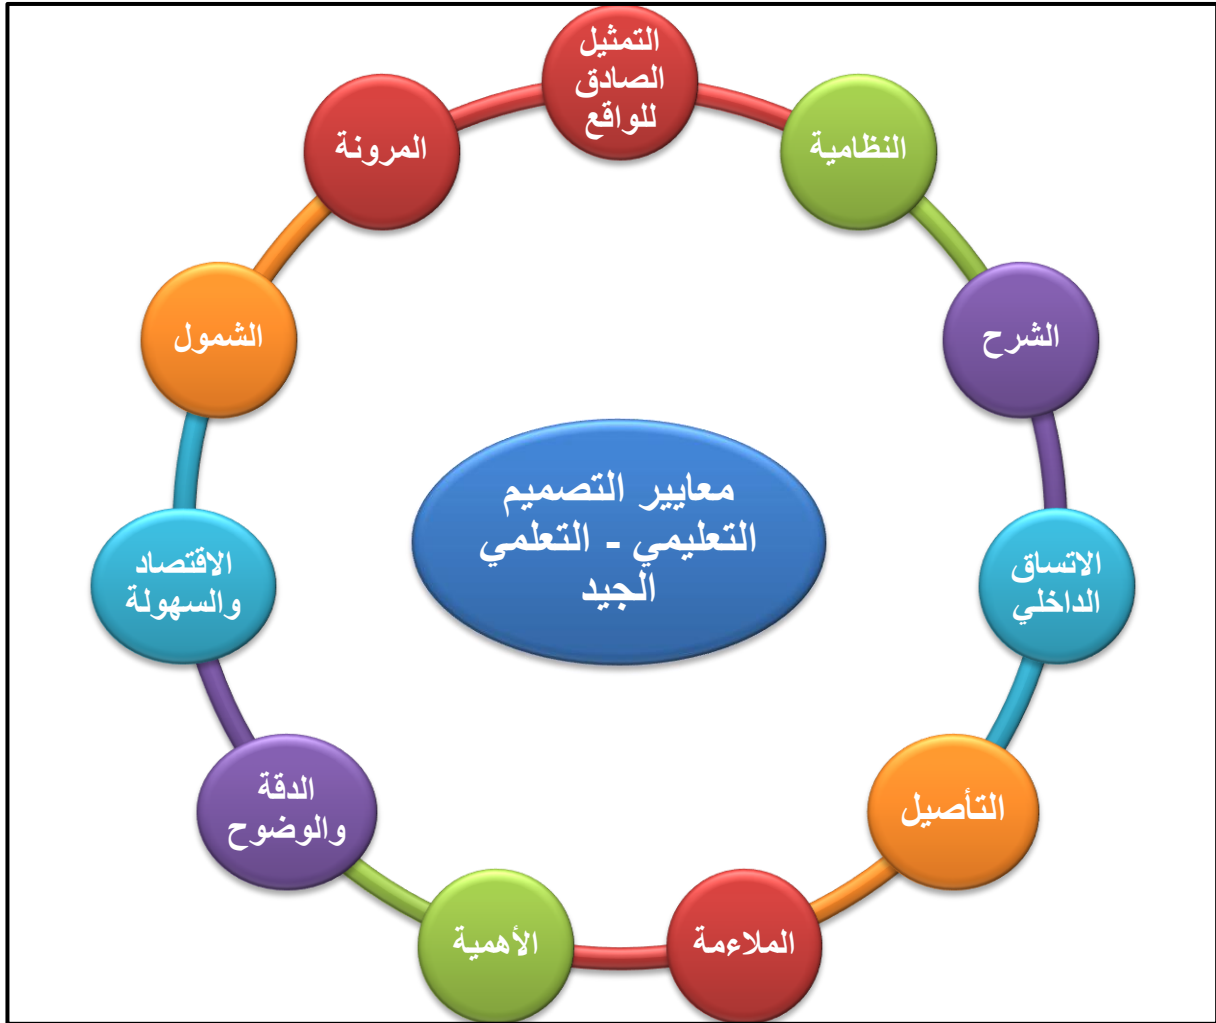 التمثيل
الصادق
للواقع
النظامية
الشرح
الاتساق
الداخلي
التأصيل
الملاءمة
الأهمية
الدقة
والوضوح
الاقتصاد
والسهولة
الشمول
المرونة
معايير التصميم
التعليمي - التعلمي
الجيد